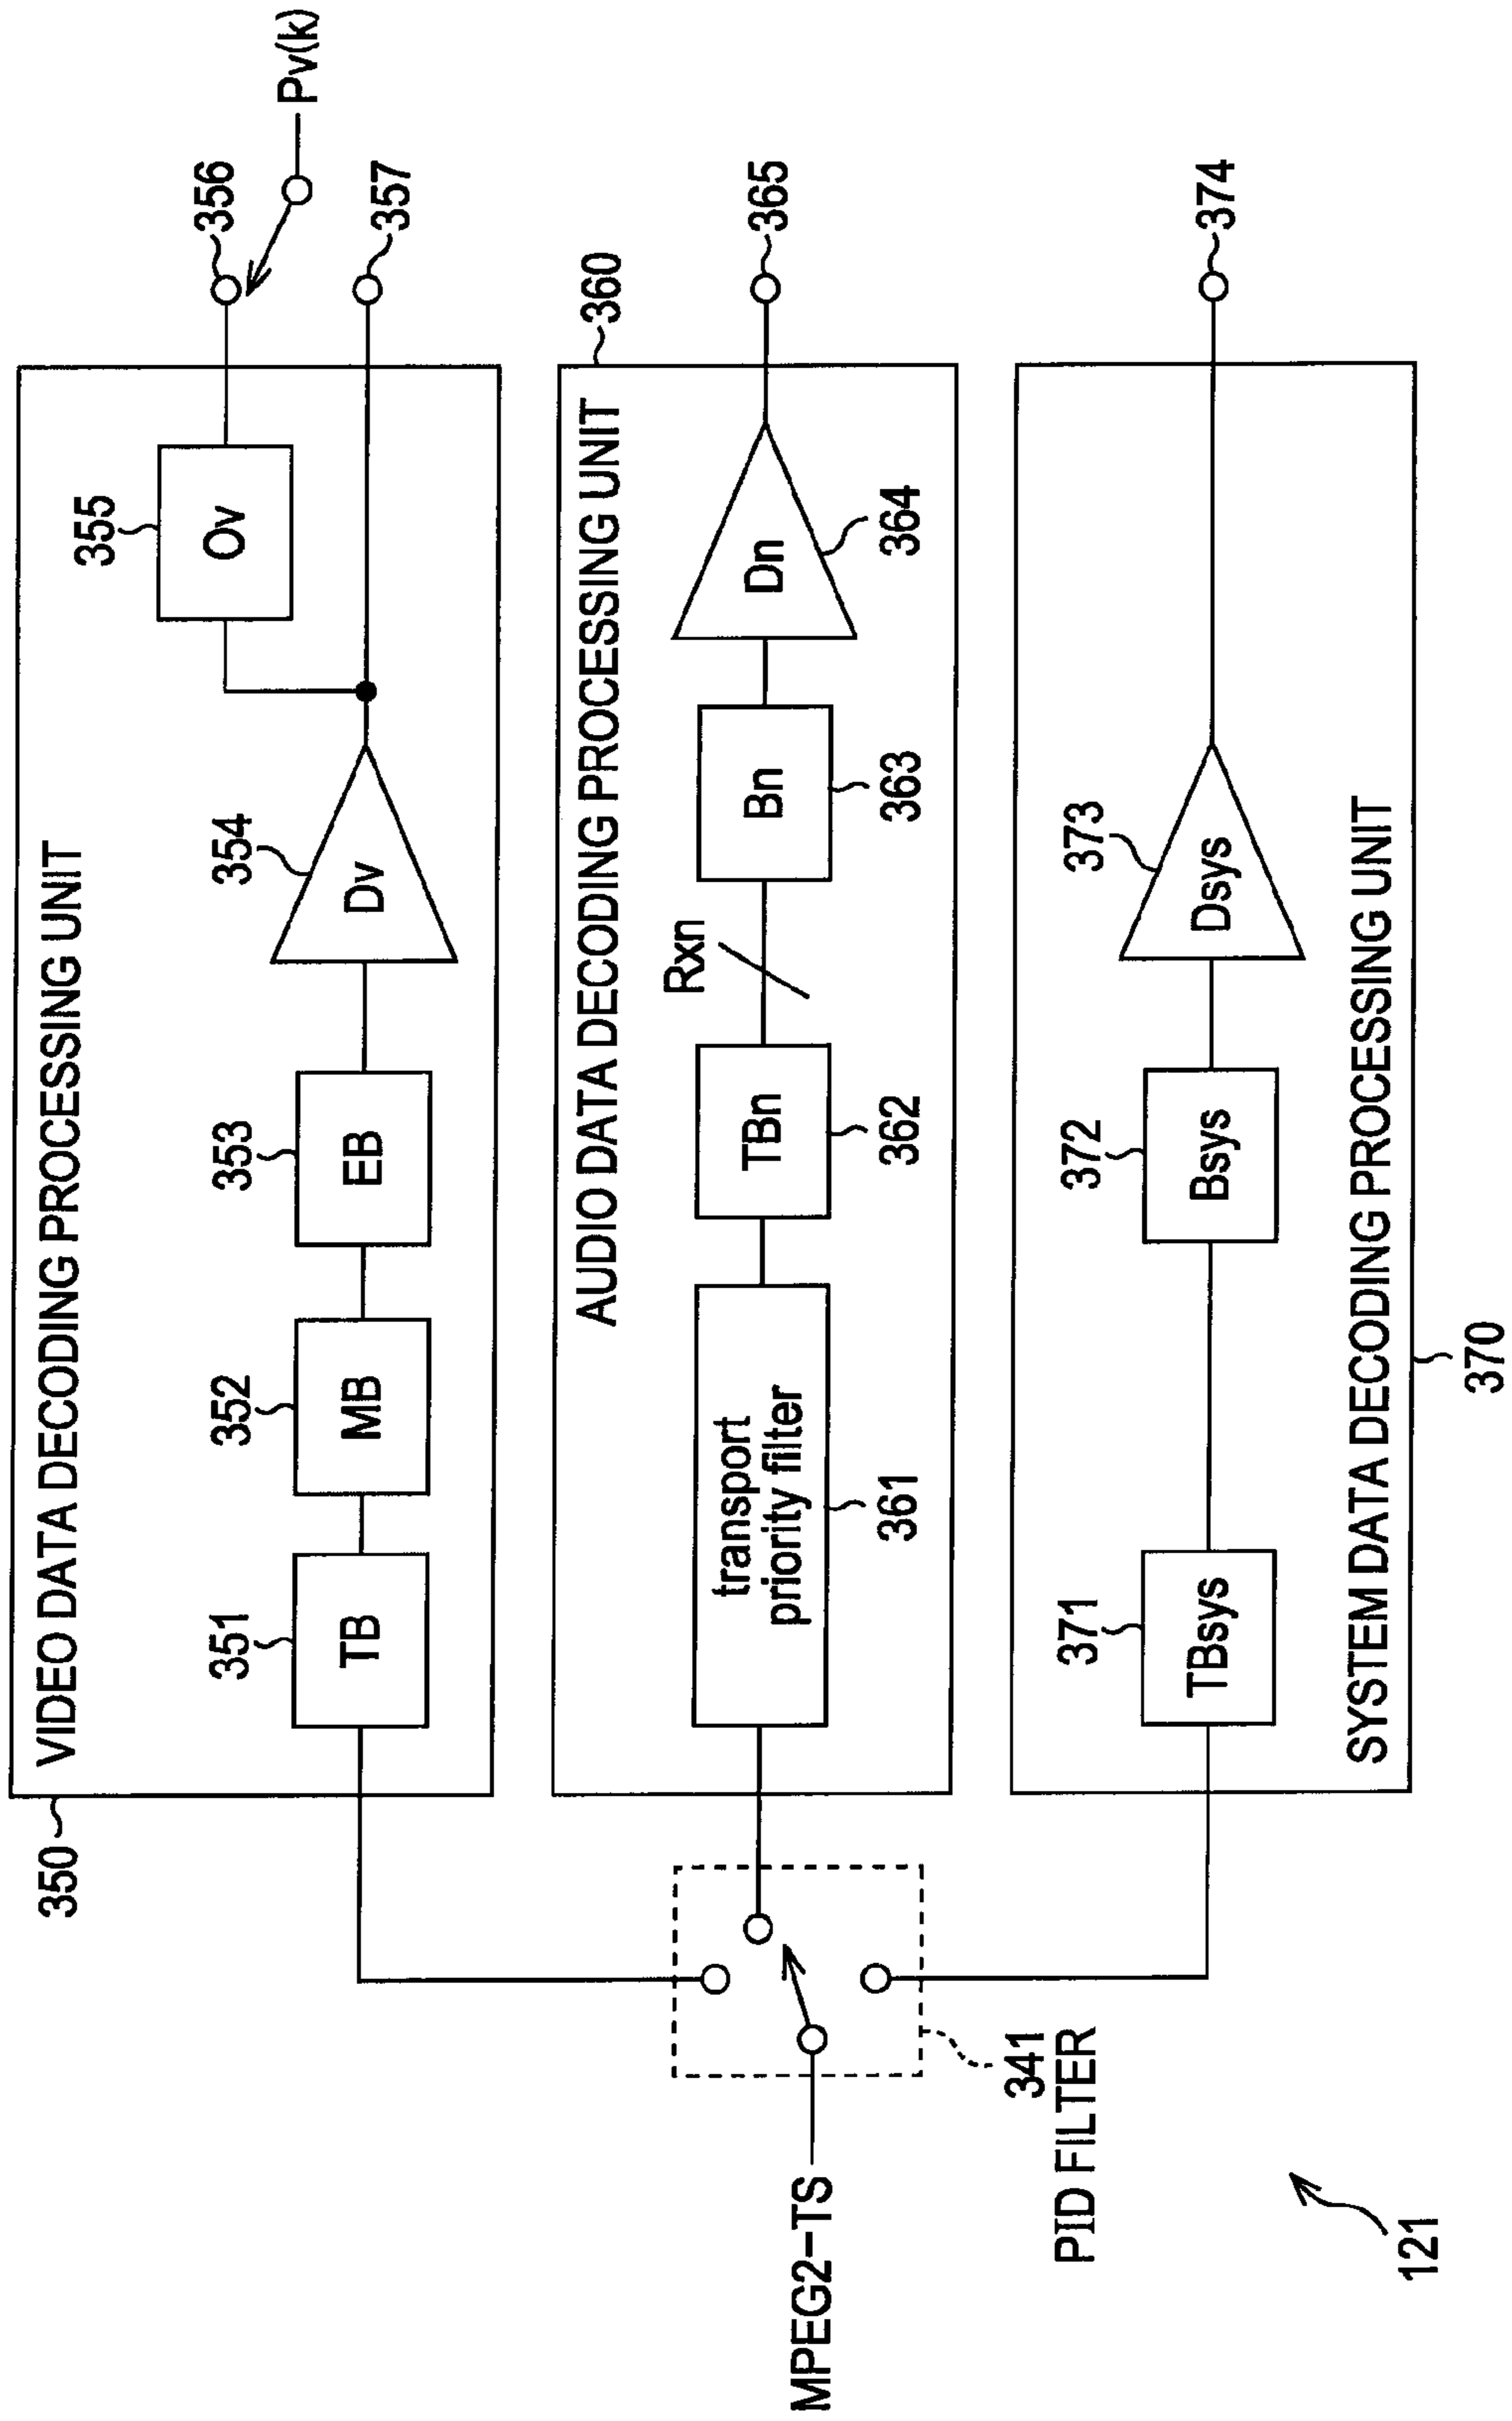 350
VIDEO DATA DECODING PROCESSING UNIT
351
TB
352
MB
353
EB
354
Dv
355
Ov
356
357
Pv(k)
MPEG2-TS
341
PID FILTER
AUDIO DATA DECODING PROCESSING UNIT
360
transport
priority filter
361
TBn
362
Rxn
Bn
363
Dn
364
365
371
TBsys
372
Bsys
373
Dsys
374
SYSTEM DATA DECODING PROCESSING UNIT
370
121